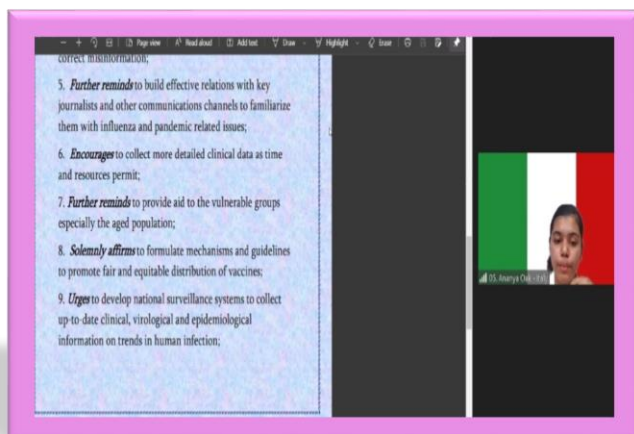 Page view
Read aloud
Add text
Draw
Highlight
Erase
correct misinformation;
5. Further reminds to build effective relations with key
journalists and other communications channels to familiarize
them with influenza and pandemic related issues;
6. Encourages to collect more detailed clinical data as time
and resources permit;
7. Further reminds to provide aid to the vulnerable groups
especially the aged population;
8. Solemnly affirms to formulate mechanisms and guidelines
to promote fair and equitable distribution of vaccines;
9. Urges to develop national surveillance systems to collect
up-to-date clinical, virological and epidemiological
information on trends in human infection;
05. Ananya